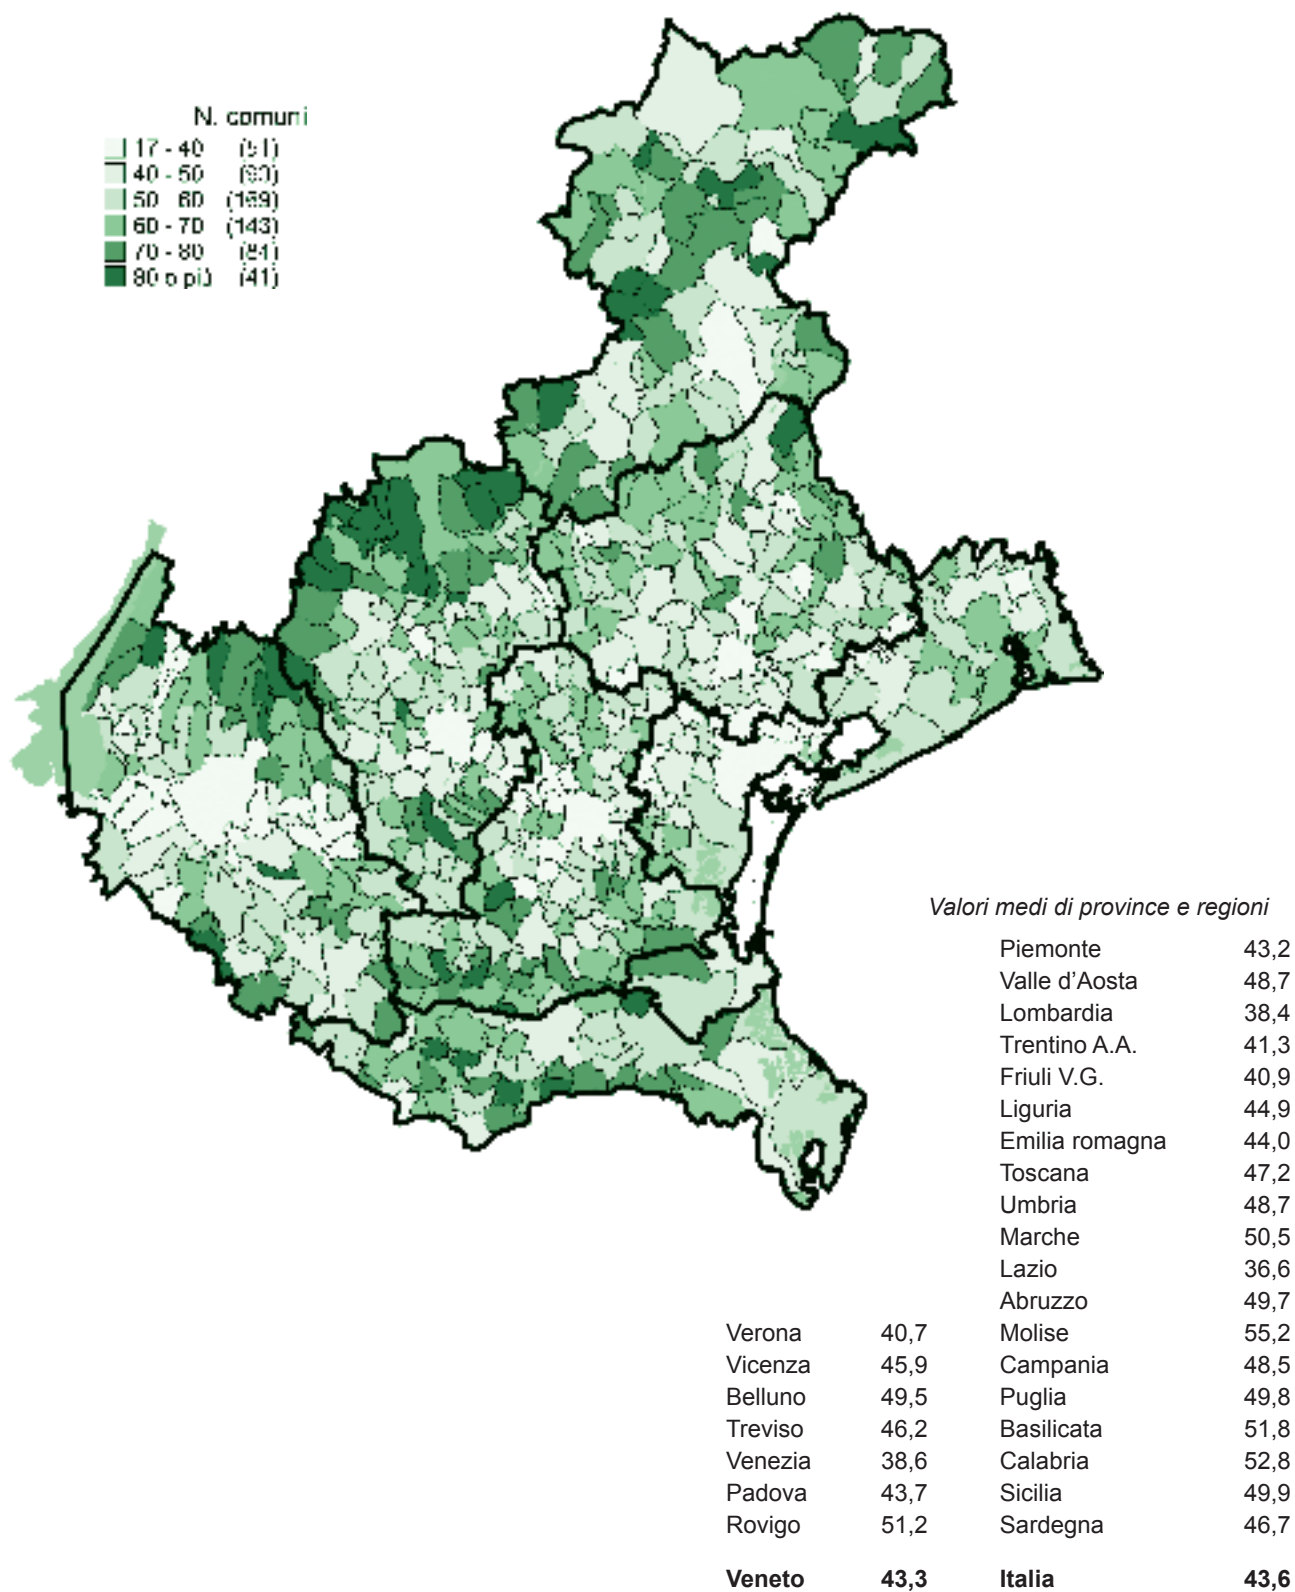 N. comuni
17 - 40 (51)
40 - 50
50 - 60 (169)
60 - 70 (143)
70 - 80
80 o più (41)
Valori medi di province e regioni
Piemonte 43,2
Valle d'Aosta 48,7
Lombardia 38,4
Trentino A.A. 41,3
Friuli V.G. 40,9
Liguria 44,9
Emilia romagna 44,0
Toscana 47,2
Umbria 48,7
Marche 50,5
Lazio 36,6
Abruzzo 49,7
Verona 40,7 Molise 55,2
Vicenza 45,9 Campania 48,5
Belluno 49,5 Puglia 49,8
Treviso 46,2 Basilicata 51,8
Venezia 38,6 Calabria 52,8
Padova 43,7 Sicilia 49,9
Rovigo 51,2 Sardegna 46,7
Veneto 43,3 Italia 43,6